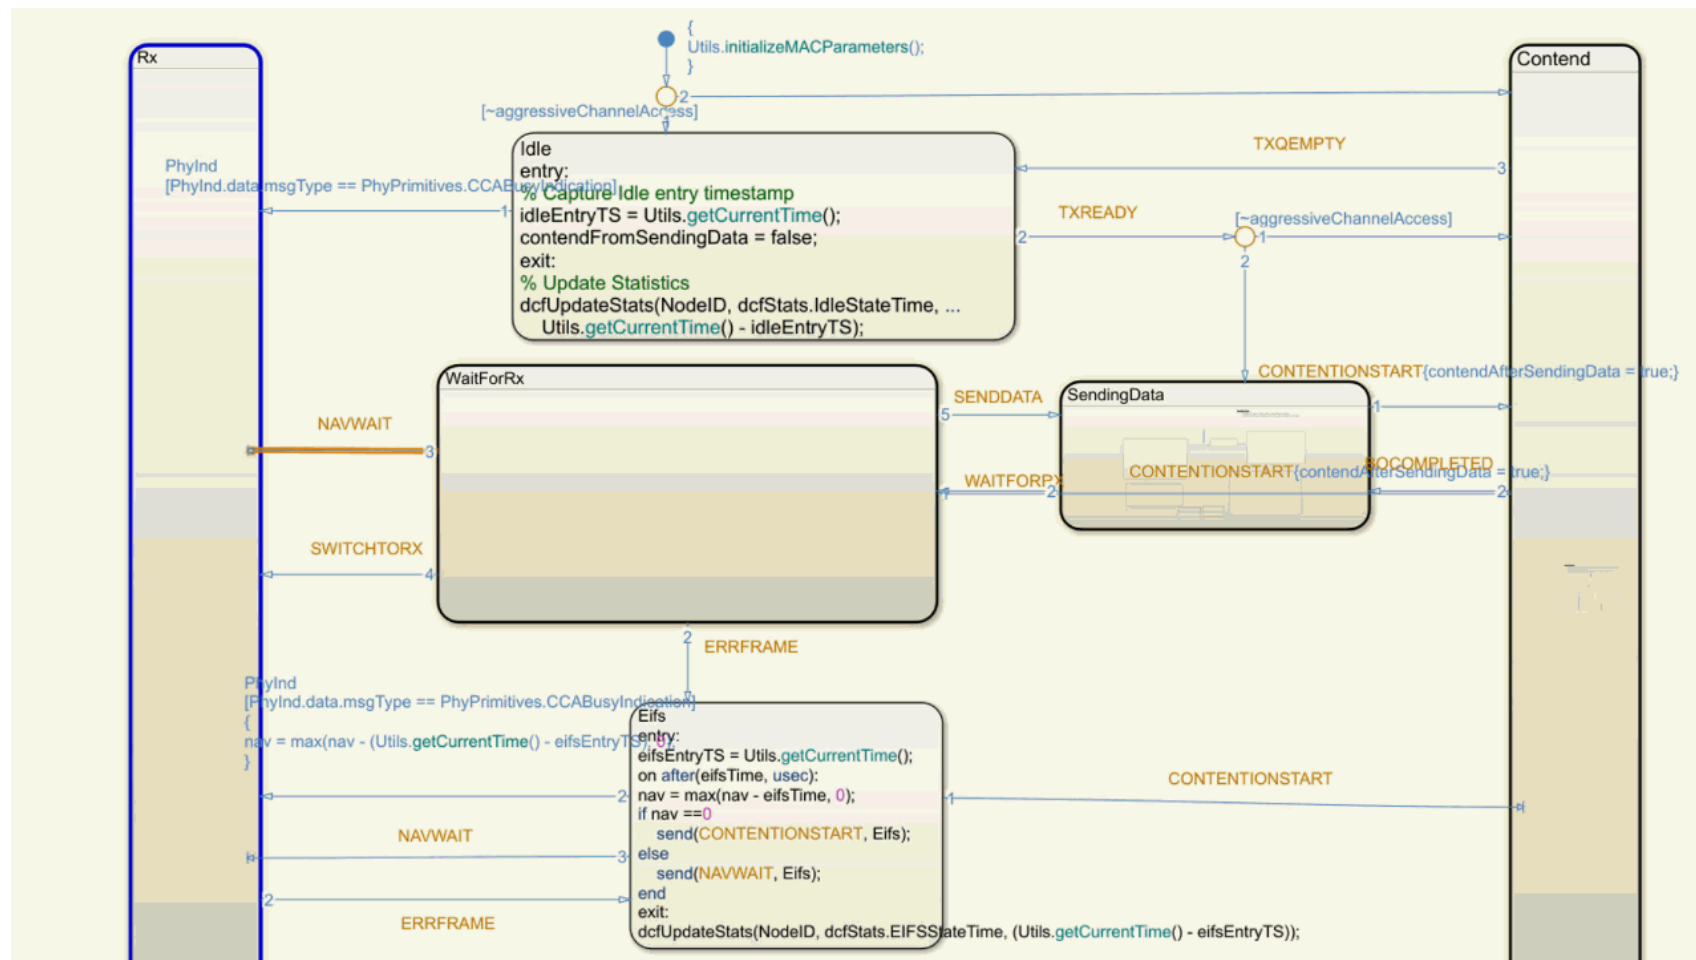 Rx
{
Utils.initializeMACParameters();
}
Contend
2
[~aggressiveChannelAccess]
1
Idle
entry:
% Capture Idle entry timestamp
idleEntryTS = Utils.getCurrentTime();
contendFromSendingData = false;
exit:
% Update Statistics
dcfUpdateStats(NodeID, dcfStats.IdleStateTime, ...
Utils.getCurrentTime() - idleEntryTS);
PhyInd
[PhyInd.data.msgType == PhyPrimitives.CCABusyIndication]
1
TXQEMPTY
3
TXREADY
2
[~aggressiveChannelAccess]
1
2
WaitForRx
NAVWAIT
3
SENDDATA
5
SendingData
CONTENTIONSTART{contendAfterSendingData = true;}
1
WAITFORRX
2
CONTENTIONSTART{contendAfterSendingData = true;}
1
BOCOMPLETED
2
SWITCHTORX
4
2
ERRFRAME
PhyInd
[PhyInd.data.msgType == PhyPrimitives.CCABusyIndication]
{
nav = max(nav - (Utils.getCurrentTime() - eifsEntryTS), 0);
}
2
Eifs
entry:
eifsEntryTS = Utils.getCurrentTime();
on after(eifsTime, usec):
nav = max(nav - eifsTime, 0);
if nav ==0
send(CONTENTIONSTART, Eifs);
else
send(NAVWAIT, Eifs);
end
exit:
dcfUpdateStats(NodeID, dcfStats.EIFSStateTime, (Utils.getCurrentTime() - eifsEntryTS));
CONTENTIONSTART
1
NAVWAIT
3
2
ERRFRAME